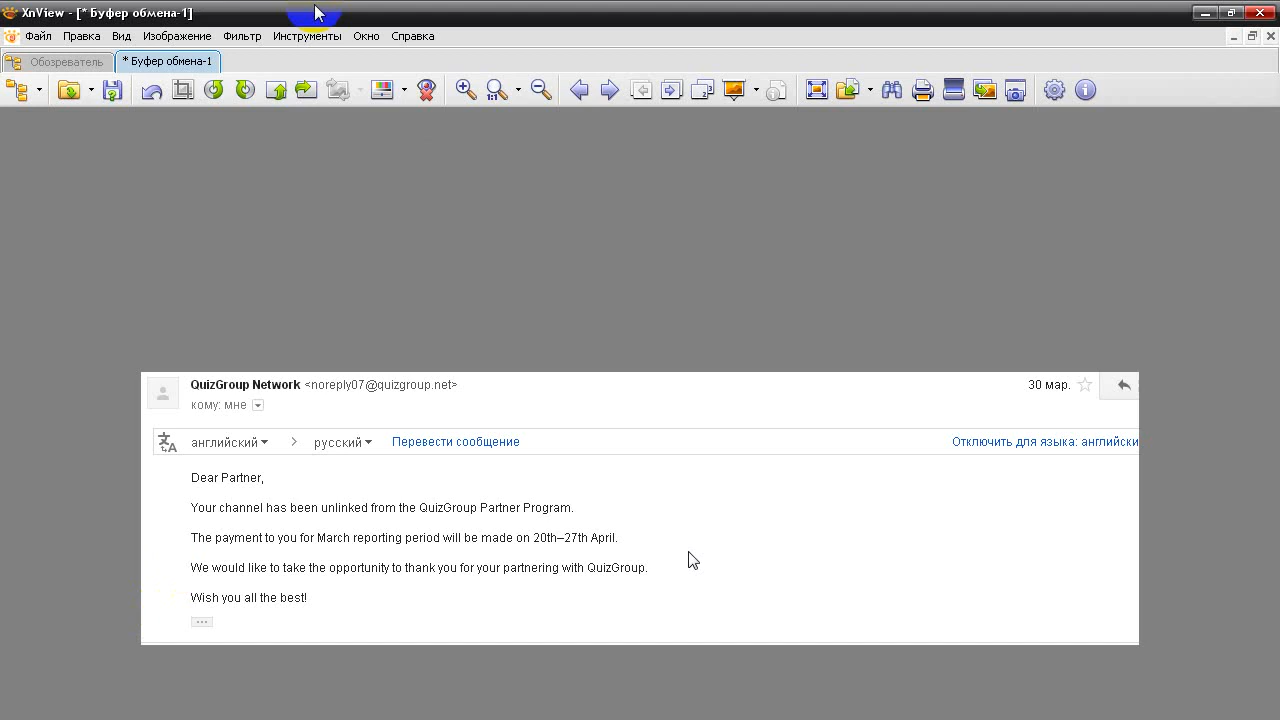 XnView - [* Буфер обмена-1]
Файл Правка Вид Изображение Фильтр Инструменты Окно Справка
Обозреватель * Буфер обмена-1
QuizGroup Network <noreply07@quizgroup.net> 30 мар.
кому: мне
английский русский Перевести сообщение Отключить для языка: английски
Dear Partner,
Your channel has been unlinked from the QuizGroup Partner Program.
The payment to you for March reporting period will be made on 20th–27th April.
We would like to take the opportunity to thank you for your partnering with QuizGroup.
Wish you all the best!